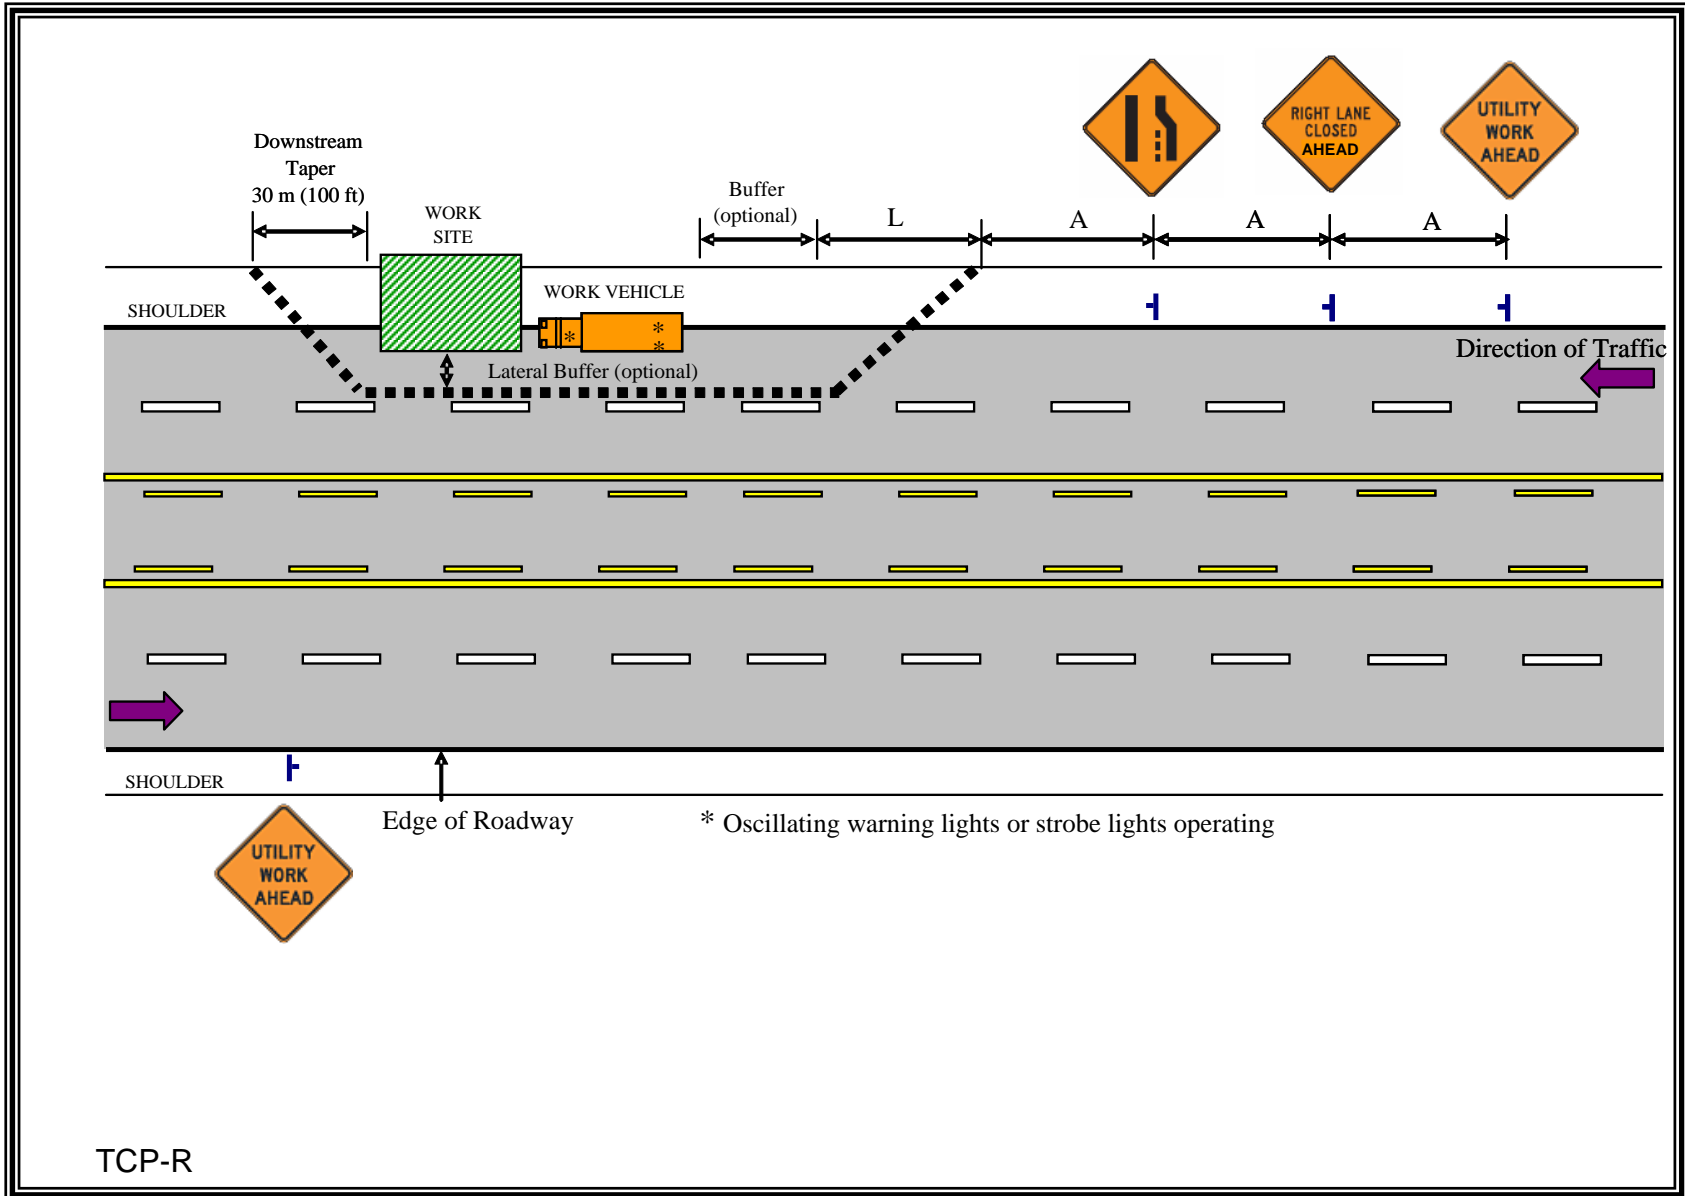 RIGHT LANE
CLOSED
AHEAD
UTILITY
WORK
AHEAD
Downstream
Taper
30 m (100 ft)
WORK
SITE
Buffer
(optional)
L
A
A
A
WORK VEHICLE
SHOULDER
*
*
*
Direction of Traffic
Lateral Buffer (optional)
SHOULDER
Edge of Roadway
* Oscillating warning lights or strobe lights operating
UTILITY
WORK
AHEAD
TCP-R